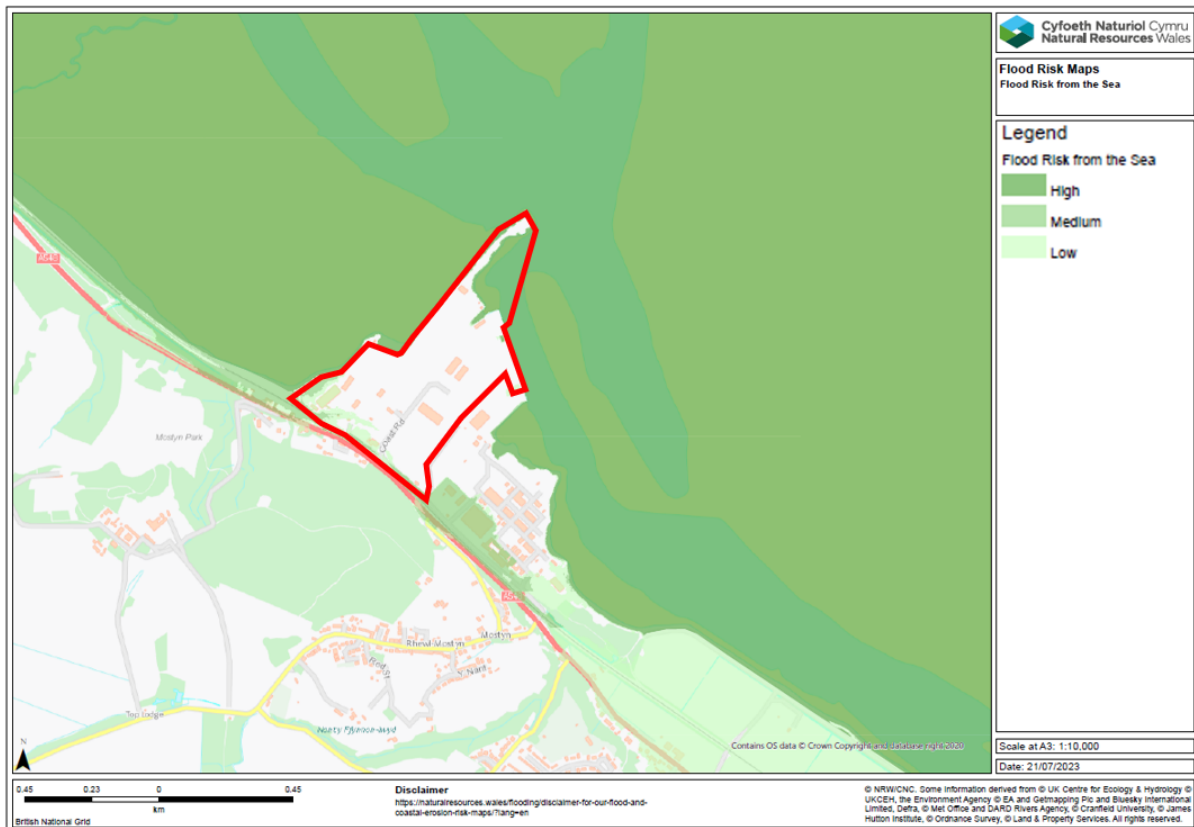 Cyfoeth Naturiol Cymru
Natural Resources Wales
Flood Risk Maps
Flood Risk from the Sea
Legend
Flood Risk from the Sea
High
Medium
Low
A548
Mostyn Park
Coast Rd
Mostyn
Rhewl Mostyn
Red St
Y Nant
Top Lodge
Contains OS data © Crown Copyright and database right 2020
N
Scale at A3: 1:10,000
Date: 21/07/2023
0.45 0.23 0 0.45
km
British National Grid
Disclaimer
https://naturalresources.wales/flooding/disclaimer-for-our-flood-and-
coastal-erosion-risk-maps/?lang=en
© NRW/CNC. Some Information derived from © UK Centre for Ecology & Hydrology ©
UKCEH, the Environment Agency © EA and Getmapping Plc and Bluesky International
Limited, Defra, © Met Office and DARD Rivers Agency, © Cranfield University, © James
Hutton Institute, © Ordnance Survey, © Land & Property Services. All rights reserved.